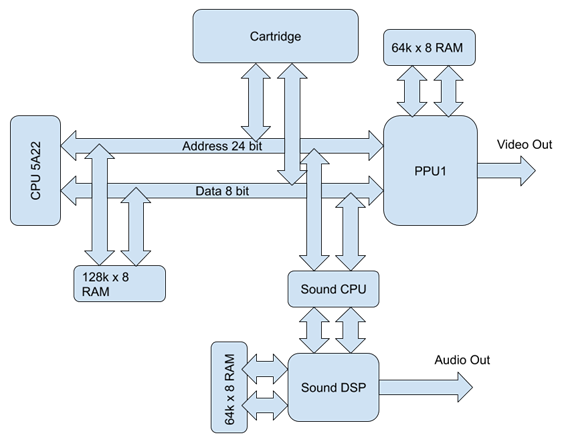 Cartridge
64k x 8 RAM
CPU 5A22
Address 24 bit
Data 8 bit
PPU1
Video Out
128k x 8
RAM
Sound CPU
64k x 8 RAM
Sound DSP
Audio Out